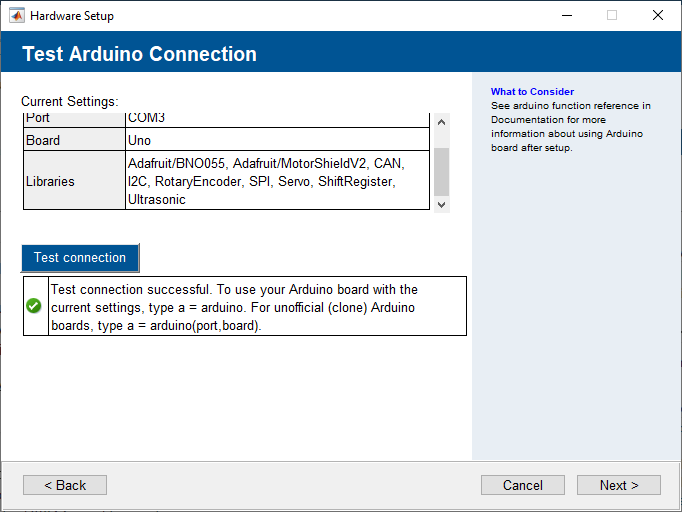 Hardware Setup
Test Arduino Connection
Current Settings:
Port COM3
Board Uno
Libraries
Adafruit/BNO055, Adafruit/MotorShieldV2, CAN,
I2C, RotaryEncoder, SPI, Servo, ShiftRegister,
Ultrasonic
Test connection
Test connection successful. To use your Arduino board with the
current settings, type a = arduino. For unofficial (clone) Arduino
boards, type a = arduino(port,board).
What to Consider
See arduino function reference in
Documentation for more
information about using Arduino
board after setup.
< Back
Cancel
Next >